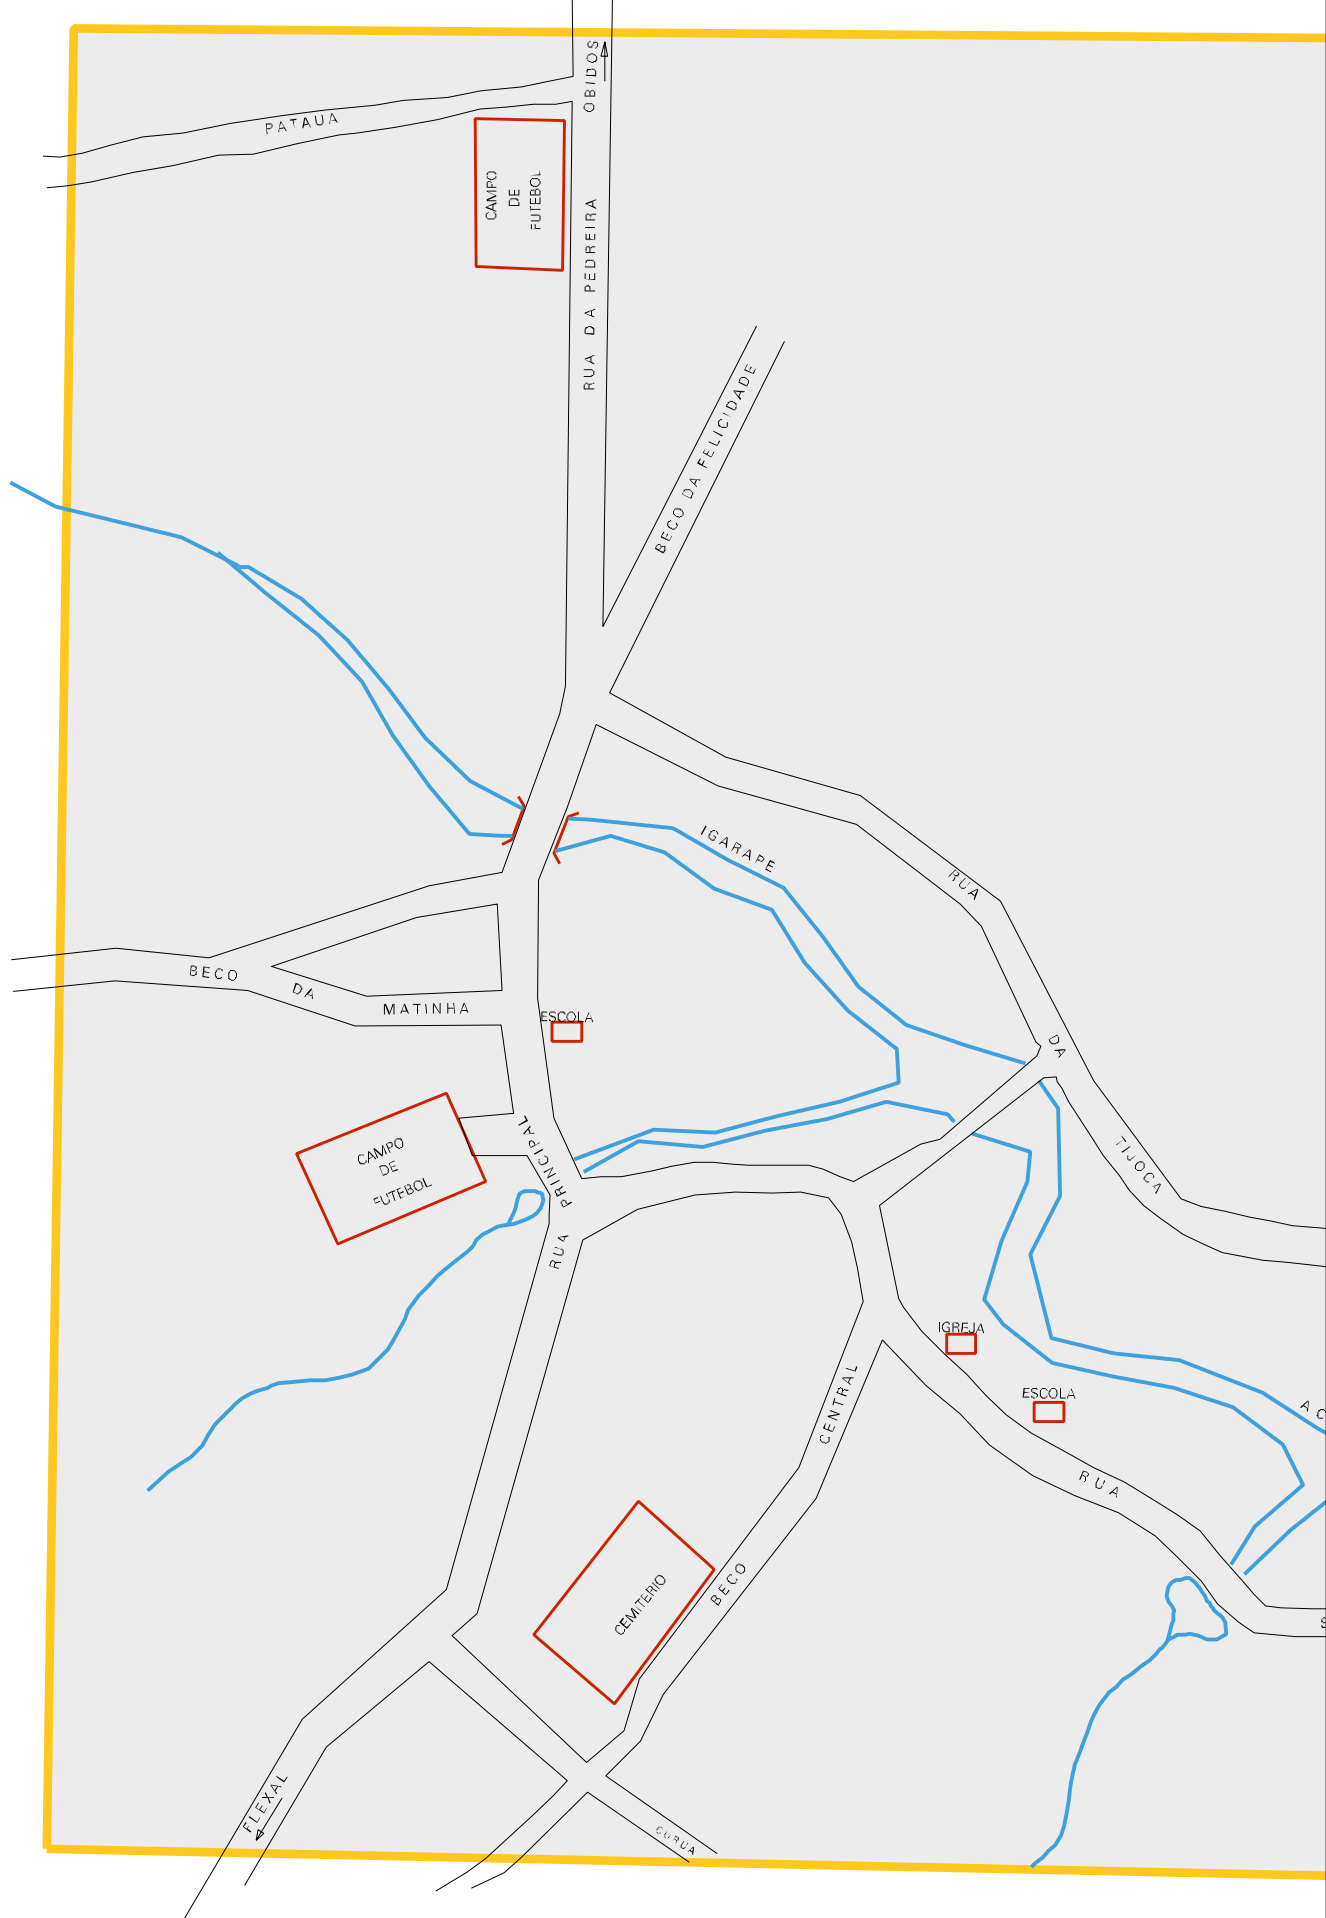 OBIDOS
PATAUA
CAMPO
DE
FUTEBOL
RUA DA PEDREIRA
BECO DA FELICIDADE
IGARAPE
RUA
DA
TIJOCA
BECO
DA
MATINHA
ESCOLA
CAMPO
DE
FUTEBOL
RUA
PRINCIPAL
IGREJA
ESCOLA
AC
BECO
CENTRAL
RUA
S
CEMITERIO
FLEXAL
CURUA